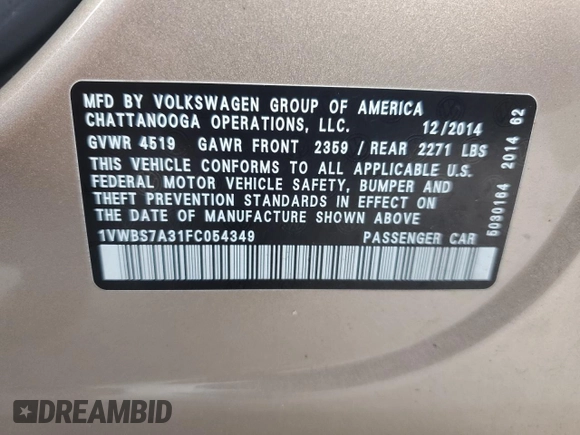 MFD BY VOLKSWAGEN GROUP OF AMERICA
CHATTANOOGA OPERATIONS, LLC. 12/2014
GVWR 4519 GAWR FRONT 2359 / REAR 2271 LBS
THIS VEHICLE CONFORMS TO ALL APPLICABLE U.S.
FEDERAL MOTOR VEHICLE SAFETY, BUMPER AND
THEFT PREVENTION STANDARDS IN EFFECT ON
THE DATE OF MANUFACTURE SHOWN ABOVE
1VWBS7A31FC054349 PASSENGER CAR
5030164 2014 62
DREAMBID